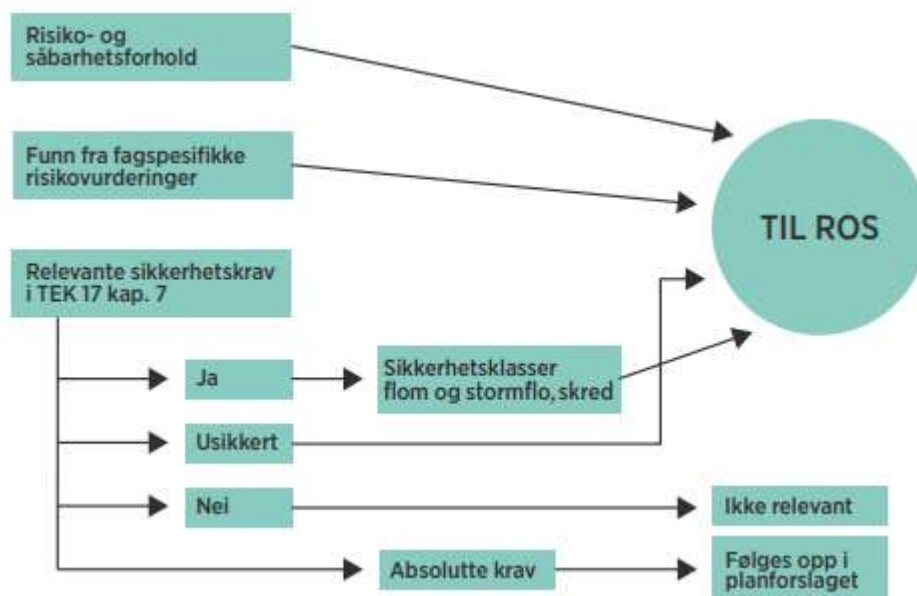 Risiko- og
såbarhetsforhold
Funn fra fagspesifikke
risikovurderinger
TIL ROS
Relevante sikkerhetskrav
i TEK 17 kap. 7
Ja
Sikkerhetsklasser
flom og stormflo, skred
Usikkert
Nei
Ikke relevant
Absolutte krav
Følges opp i
planforslaget